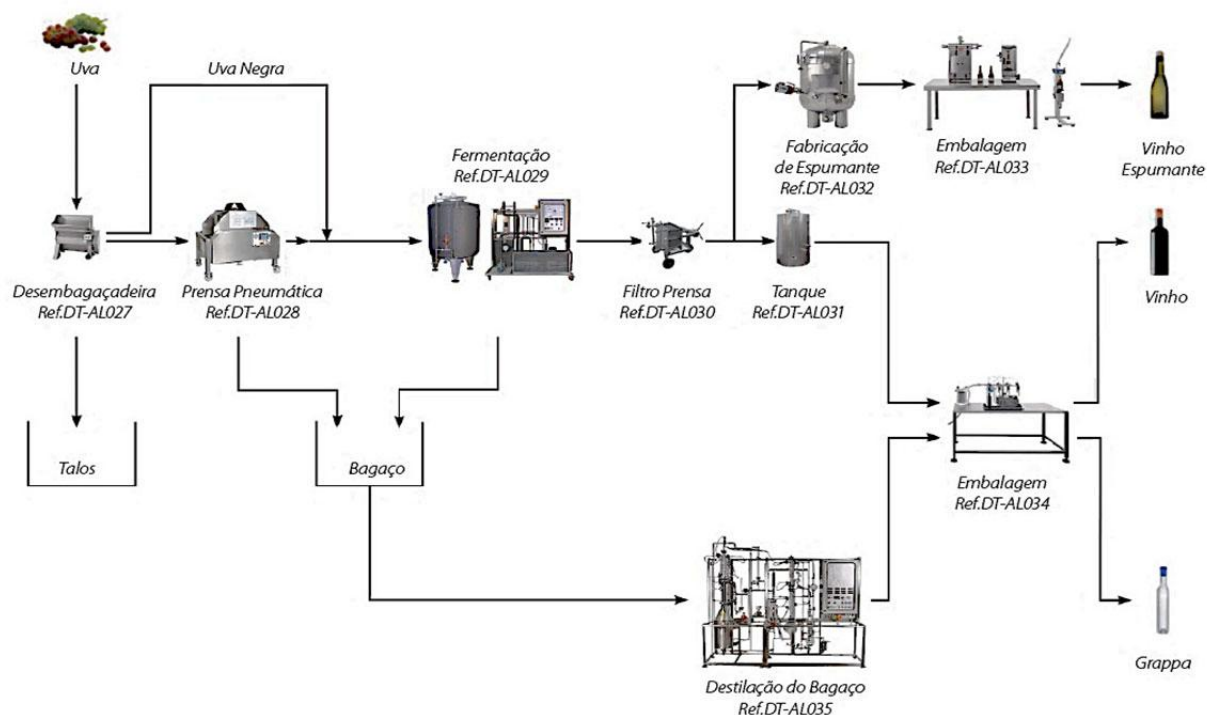 Uva
Uva Negra
Desembagaçadeira
Ref.DT-AL027
Prensa Pneumática
Ref.DT-AL028
Fermentação
Ref.DT-AL029
Filtro Prensa
Ref.DT-AL030
Fabricação
de Espumante
Ref.DT-AL032
Embalagem
Ref.DT-AL033
Vinho
Espumante
Tanque
Ref.DT-AL031
Vinho
Talos
Bagaço
Embalagem
Ref.DT-AL034
Destilação do Bagaço
Ref.DT-AL035
Grappa